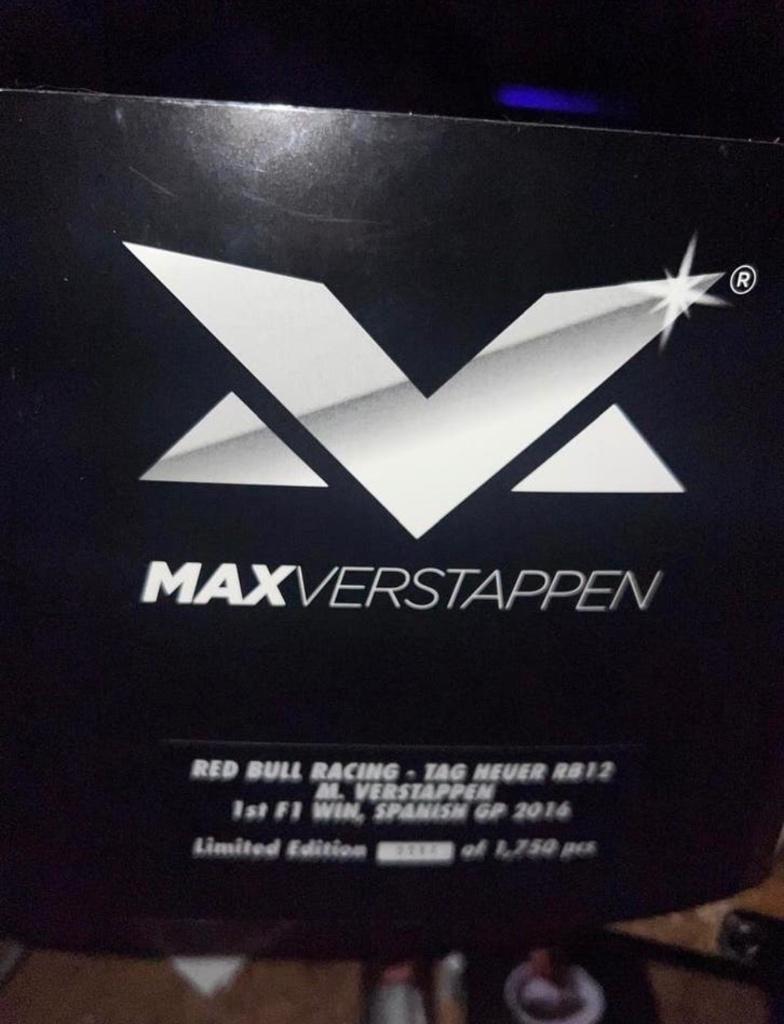 ®
MAXVERSTAPPEN
RED BULL RACING - TAG HEUER RB12
M. VERSTAPPEN
1st F1 WIN, SPANISH GP 2016
Limited Edition of 1,750 pcs